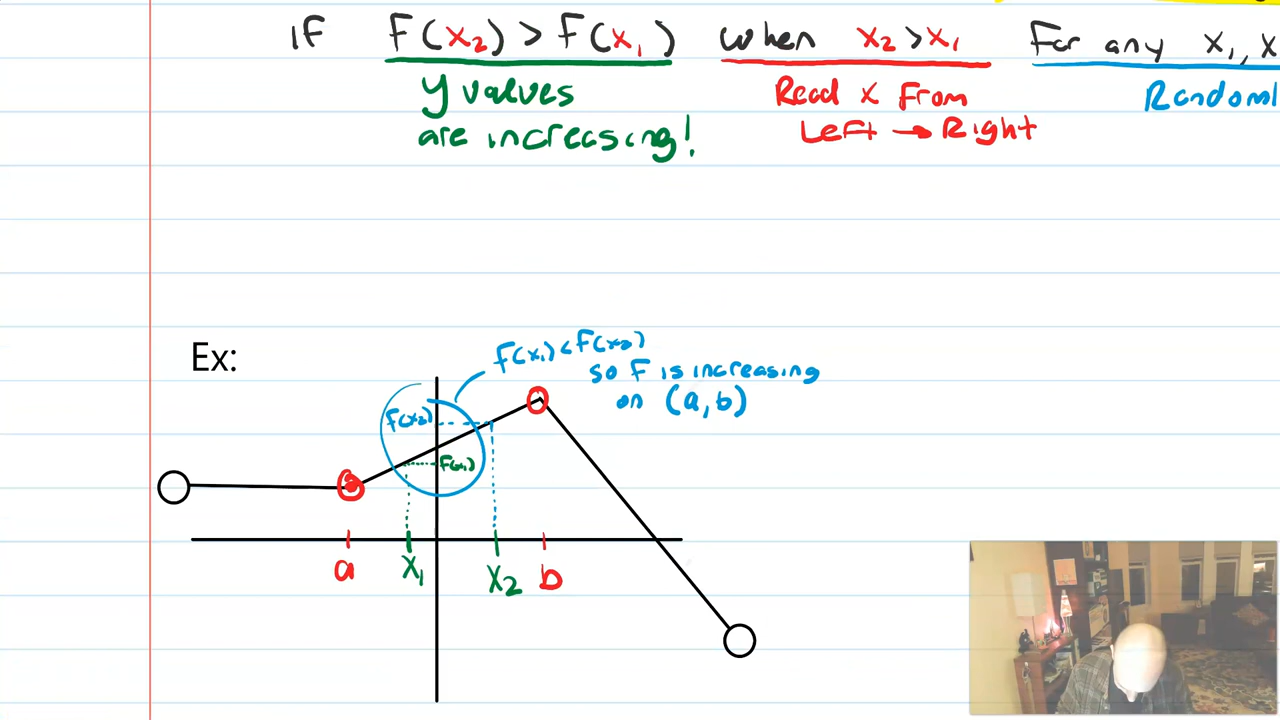 IF F(x₂) > F(x₁) when x₂ > x₁ For any x₁, x
y values Read x From Randoml
are increasing! Left → Right
Ex:
F(x₁) < F(x₂)
so F is increasing
on (a, b)
F(x₂)
F(x₁)
a x₁ x₂ b